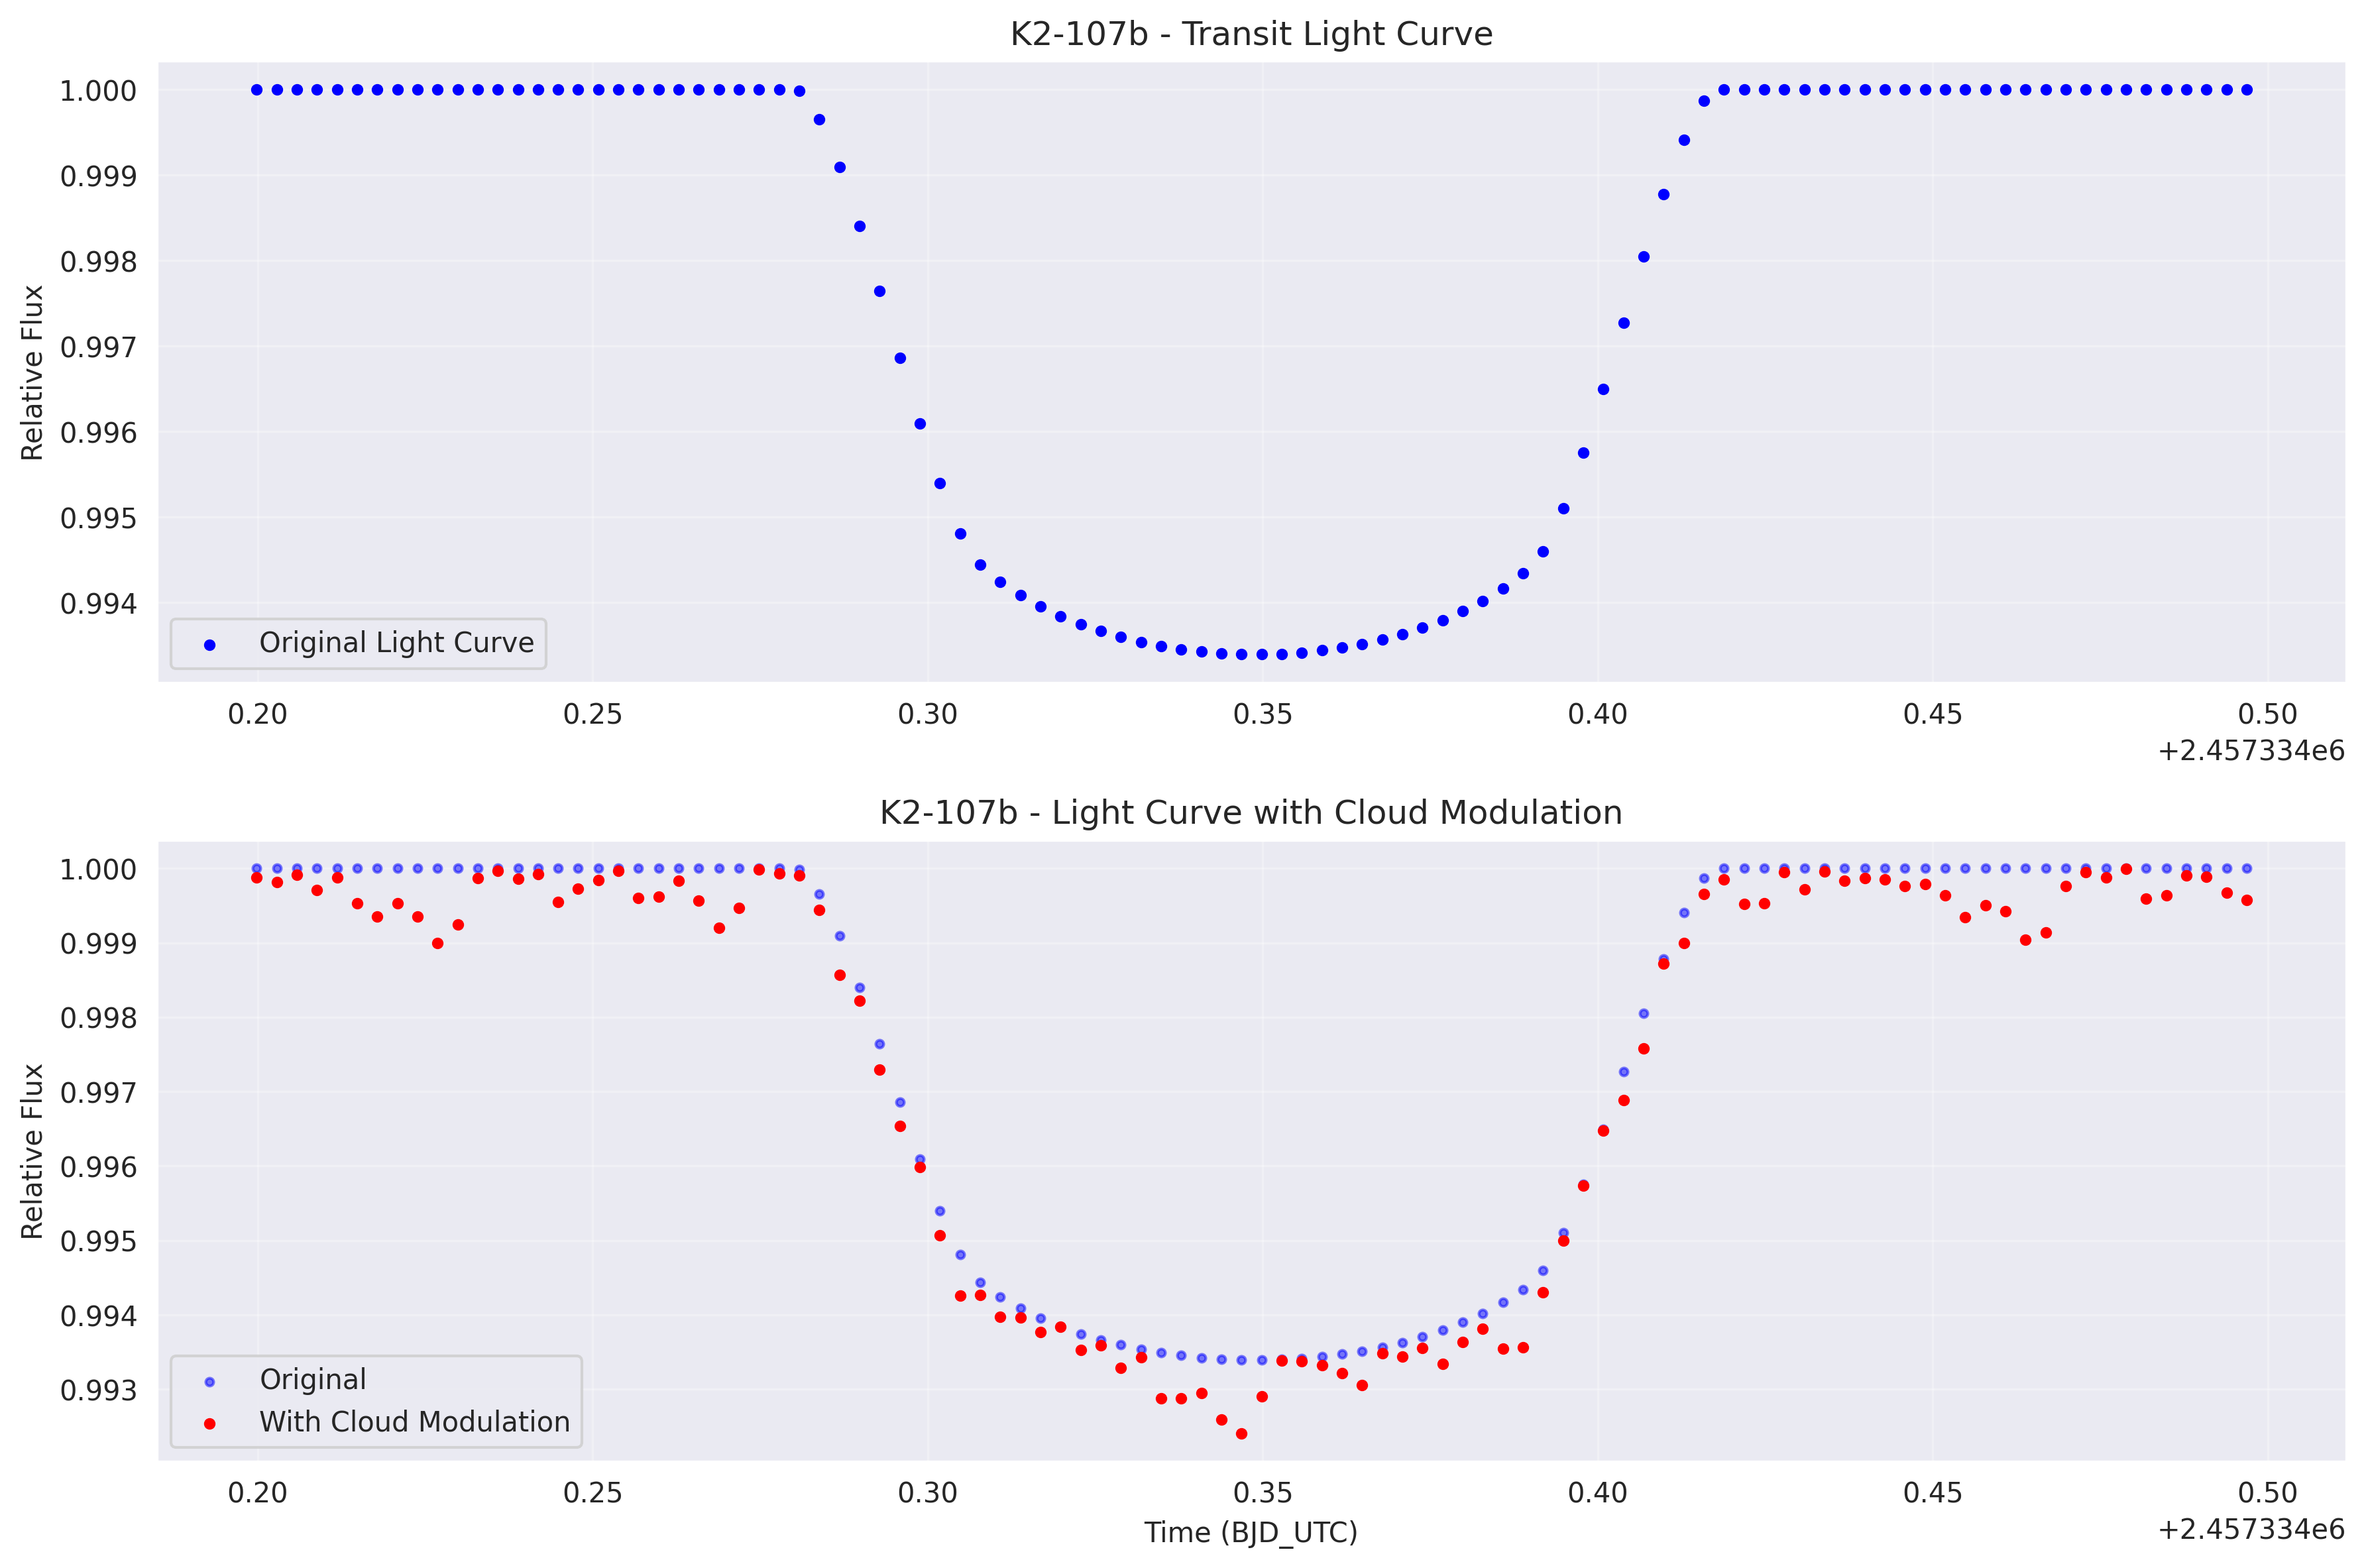 K2-107b - Transit Light Curve
Relative Flux
1.000
0.999
0.998
0.997
0.996
0.995
0.994
Original Light Curve
0.20 0.25 0.30 0.35 0.40 0.45 0.50
+2.457334e6
K2-107b - Light Curve with Cloud Modulation
Relative Flux
1.000
0.999
0.998
0.997
0.996
0.995
0.994
0.993
Original
With Cloud Modulation
0.20 0.25 0.30 0.35 0.40 0.45 0.50
+2.457334e6
Time (BJD_UTC)